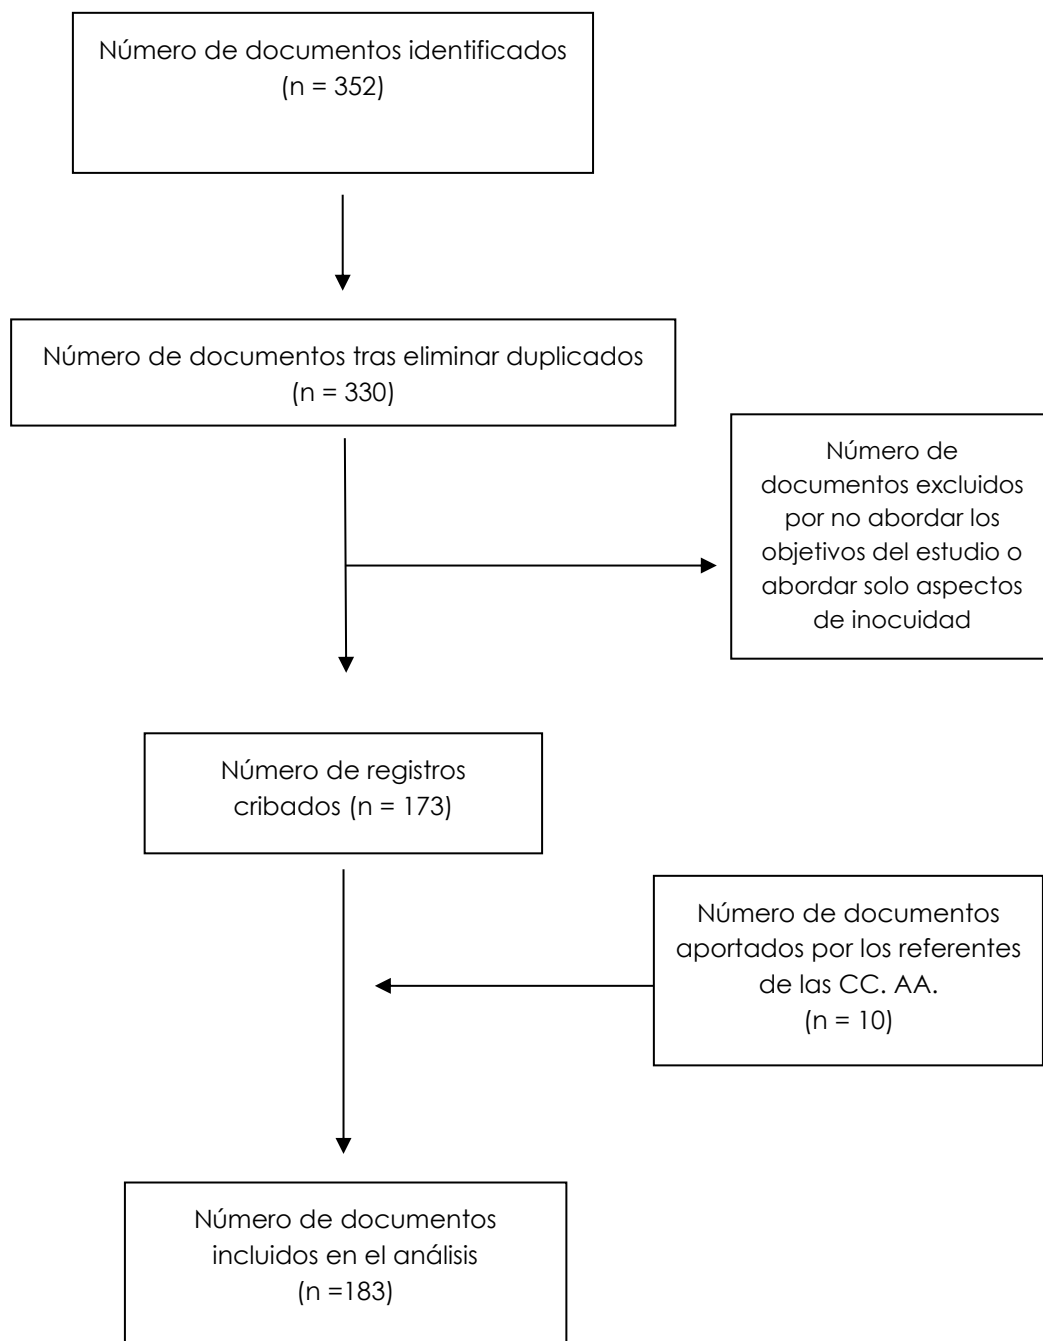 Número de documentos identificados
(n = 352)
Número de documentos tras eliminar duplicados
(n = 330)
Número de
documentos excluidos
por no abordar los
objetivos del estudio o
abordar solo aspectos
de inocuidad
Número de registros
cribados (n = 173)
Número de documentos
aportados por los referentes
de las CC. AA.
(n = 10)
Número de documentos
incluidos en el análisis
(n =183)